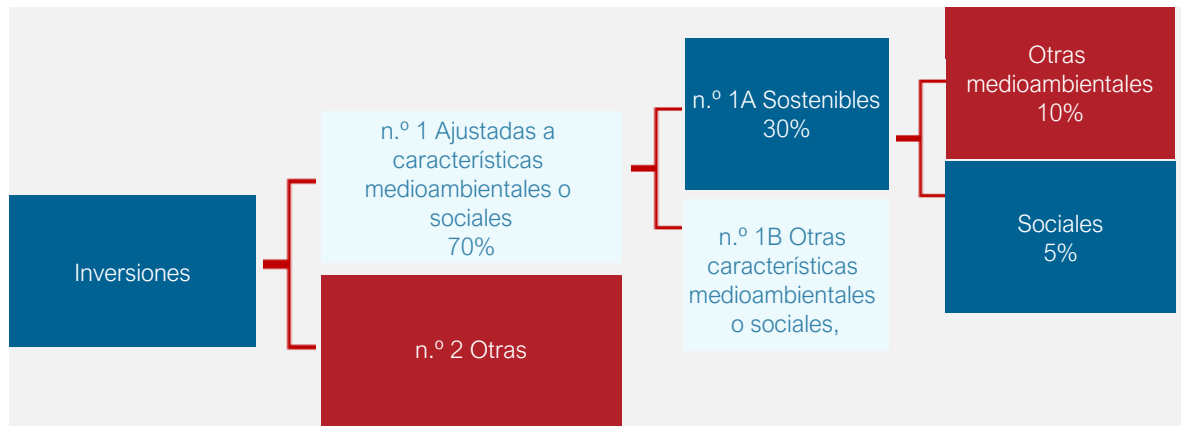 Inversiones
n.º 1 Ajustadas a
características
medioambientales o
sociales
70%
n.º 2 Otras
n.º 1A Sostenibles
30%
n.º 1B Otras
características
medioambientales
o sociales,
Otras
medioambientales
10%
Sociales
5%